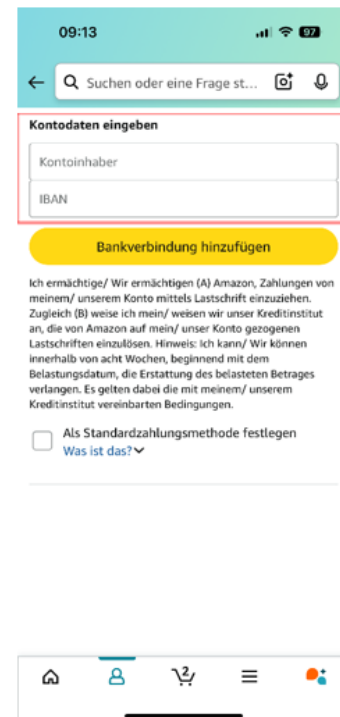 09:13
97
Suchen oder eine Frage st...
Kontodaten eingeben
Kontoinhaber
IBAN
Bankverbindung hinzufügen
Ich ermächtige/ Wir ermächtigen (A) Amazon, Zahlungen von
meinem/ unserem Konto mittels Lastschrift einzuziehen.
Zugleich (B) weise ich mein/ weisen wir unser Kreditinstitut
an, die von Amazon auf mein/ unser Konto gezogenen
Lastschriften einzulösen. Hinweis: Ich kann/ Wir können
innerhalb von acht Wochen, beginnend mit dem
Belastungsdatum, die Erstattung des belasteten Betrages
verlangen. Es gelten dabei die mit meinem/ unserem
Kreditinstitut vereinbarten Bedingungen.
Als Standardzahlungsmethode festlegen
Was ist das?
2